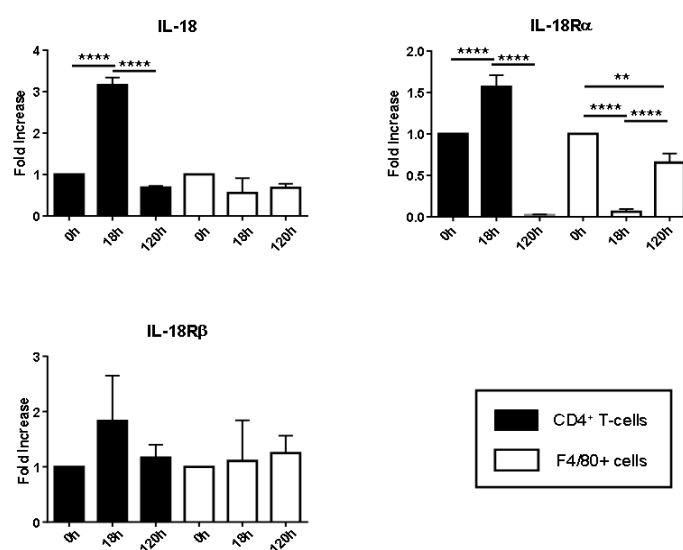 IL-18
Fold Increase
4
3
2
1
0
**** ****
0h 18h 120h 0h 18h 120h
IL-18Rα
Fold Increase
2.0
1.5
1.0
0.5
0.0
**** ****
**
**** ****
0h 18h 120h 0h 18h 120h
IL-18Rβ
Fold Increase
3
2
1
0
0h 18h 120h 0h 18h 120h
CD4⁺ T-cells
F4/80+ cells